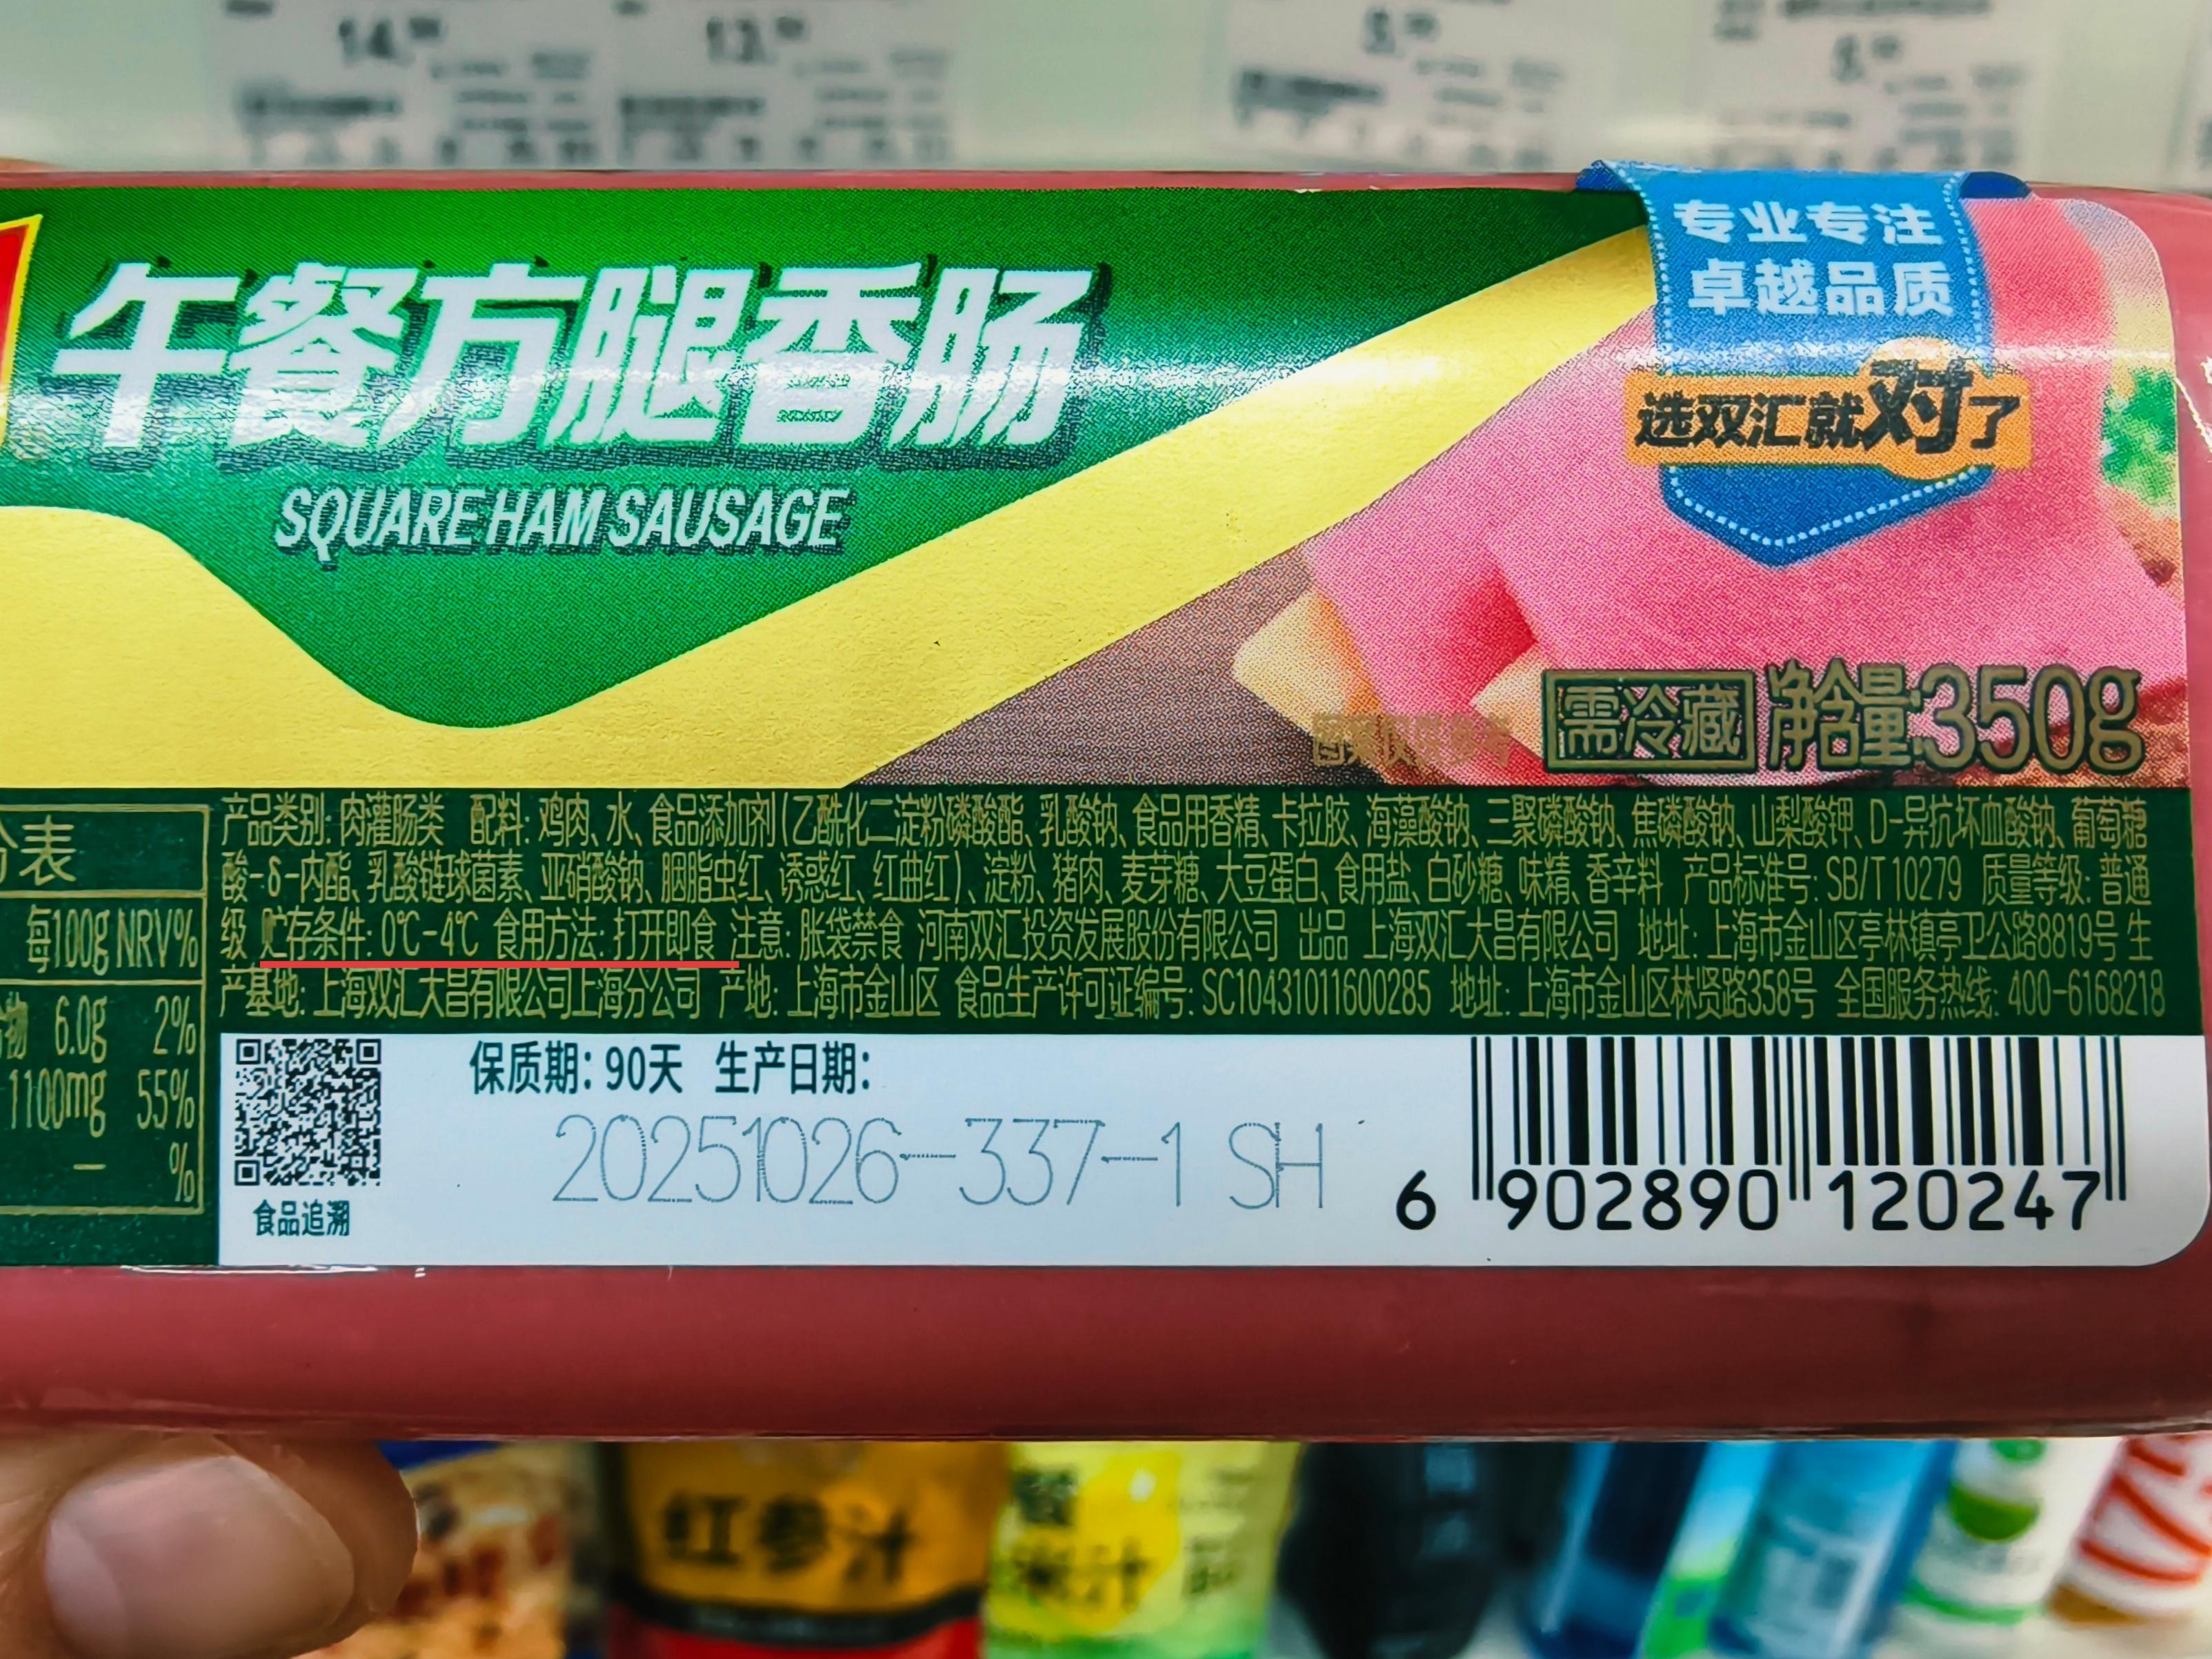 14.
13.
专业专注
卓越品质
选双汇就对了
午餐方腿香肠
SQUARE HAM SAUSAGE
图案仅供参考
需冷藏 净含量:350g
产品类别: 肉灌肠类 配料: 鸡肉、水、食品添加剂(乙酰化二淀粉磷酸酯、乳酸钠、食品用香精、卡拉胶、海藻酸钠、三聚磷酸钠、焦磷酸钠、山梨酸钾、D-异抗坏血酸钠、葡萄糖
酸-δ-内酯、乳酸链球菌素、亚硝酸钠、胭脂虫红、诱惑红、红曲红)、淀粉、猪肉、麦芽糖、大豆蛋白、食用盐、白砂糖、味精、香辛料 产品标准号: SB/T 10279 质量等级: 普通
级 贮存条件: 0℃-4℃ 食用方法: 打开即食 注意: 胀袋禁食 河南双汇投资发展股份有限公司 出品 上海双汇大昌有限公司 地址: 上海市金山区亭林镇亭卫公路8819号 生
产基地: 上海双汇大昌有限公司上海分公司 产地: 上海市金山区 食品生产许可证编号: SC10431011600285 地址: 上海市金山区林贤路358号 全国服务热线: 400-6168218
分表
每100g NRV%
物 6.0g 2%
1100mg 55%
— %
食品追溯
保质期: 90天 生产日期:
20251026-337-1 SH
6 902890 120247
红参汁